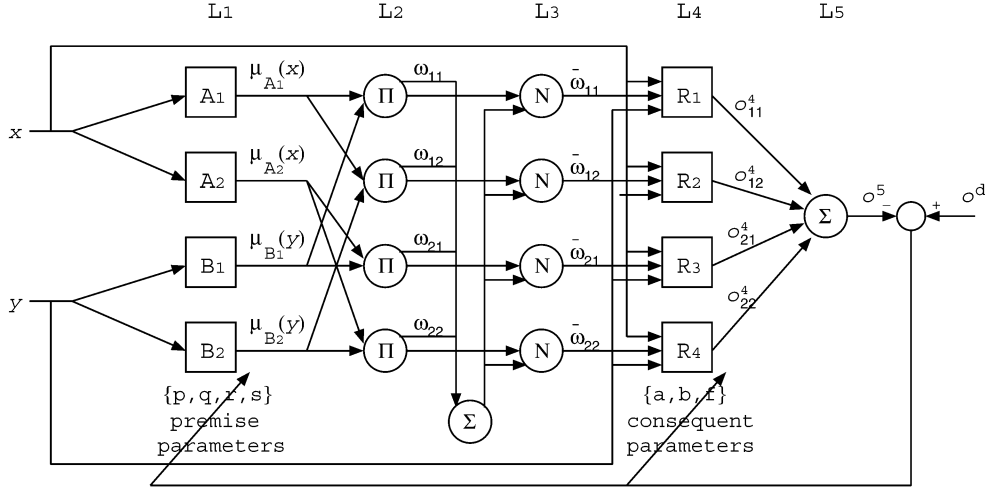 L1 L2 L3 L4 L5
x
y
A1 μA1(x)
A2 μA2(x)
B1 μB1(y)
B2 μB2(y)
Π ω11
Π ω12
Π ω21
Π ω22
Σ
N ω̄11
N ω̄12
N ω̄21
N ω̄22
R1 o⁴11
R2 o⁴12
R3 o⁴21
R4 o⁴22
Σ o⁵ − + oᵈ
{p,q,r,s}
premise
parameters
{a,b,f}
consequent
parameters